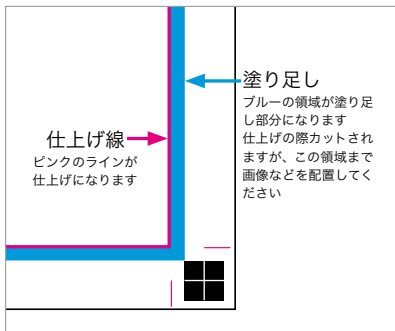 塗り足し
ブルーの領域が塗り足
し部分になります
仕上げの際カットされ
ますが、この領域まで
画像などを配置してく
ださい
仕上げ線
ピンクのラインが
仕上げになります